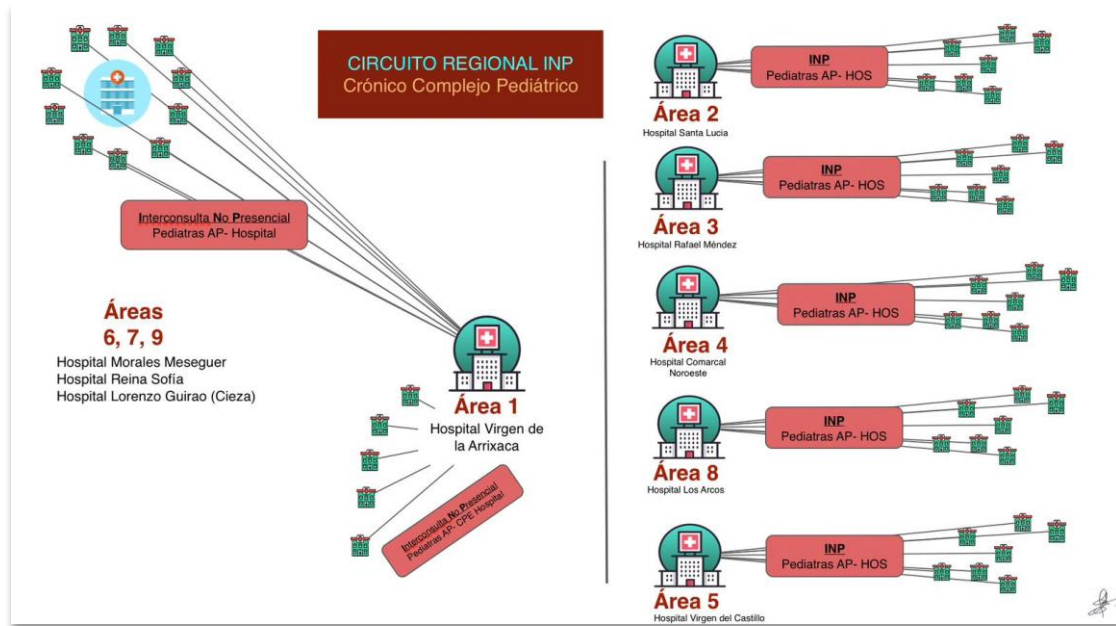 CIRCUITO REGIONAL INP
Crónico Complejo Pediátrico
Interconsulta No Presencial
Pediatras AP- Hospital
Áreas
6, 7, 9
Hospital Morales Meseguer
Hospital Reina Sofía
Hospital Lorenzo Guirao (Cieza)
Área 1
Hospital Virgen de
la Arrixaca
Interconsulta No Presencial
Pediatras AP- CPE Hospital
INP
Pediatras AP- HOS
Área 2
Hospital Santa Lucia
INP
Pediatras AP- HOS
Área 3
Hospital Rafael Méndez
INP
Pediatras AP- HOS
Área 4
Hospital Comarcal
Noroeste
INP
Pediatras AP- HOS
Área 8
Hospital Los Arcos
INP
Pediatras AP- HOS
Área 5
Hospital Virgen del Castillo